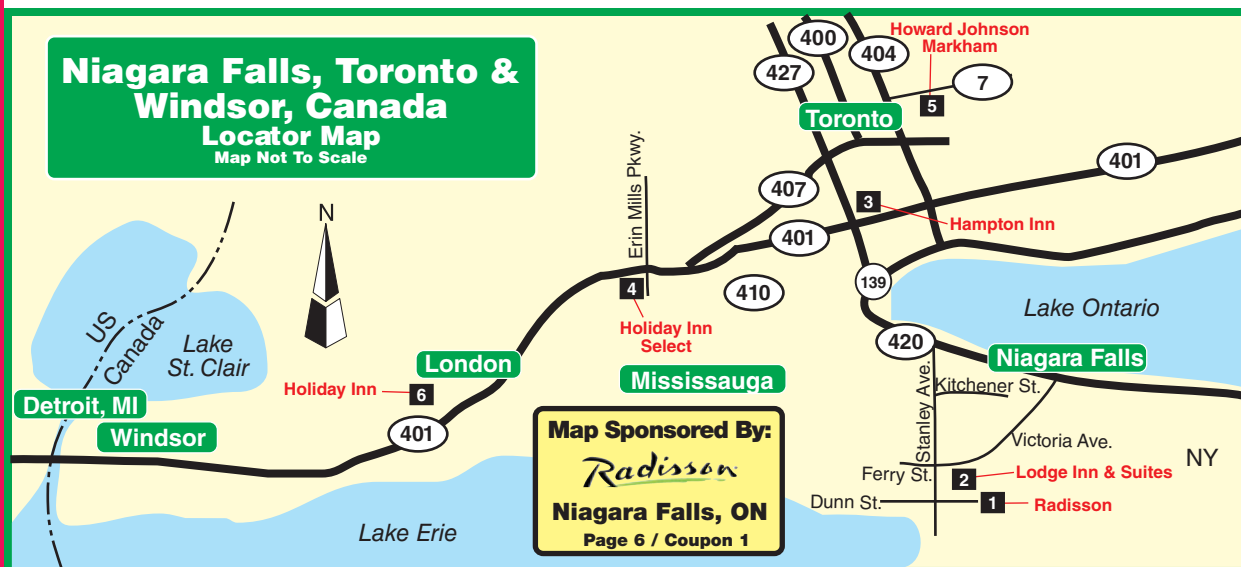 Niagara Falls, Toronto &
Windsor, Canada
Locator Map
Map Not To Scale
400
427
404
Howard Johnson
Markham
7
5
Toronto
401
Erin Mills Pkwy.
407
3
Hampton Inn
401
N
139
410
4
Holiday Inn
Select
Lake Ontario
US
Canada
Lake
St. Clair
420
Niagara Falls
London
Mississauga
Holiday Inn
6
Kitchener St.
Stanley Ave.
Detroit, MI
Windsor
401
Map Sponsored By:
Radisson
Niagara Falls, ON
Page 6 / Coupon 1
Victoria Ave.
NY
Ferry St.
2
Lodge Inn & Suites
Dunn St.
1
Radisson
Lake Erie